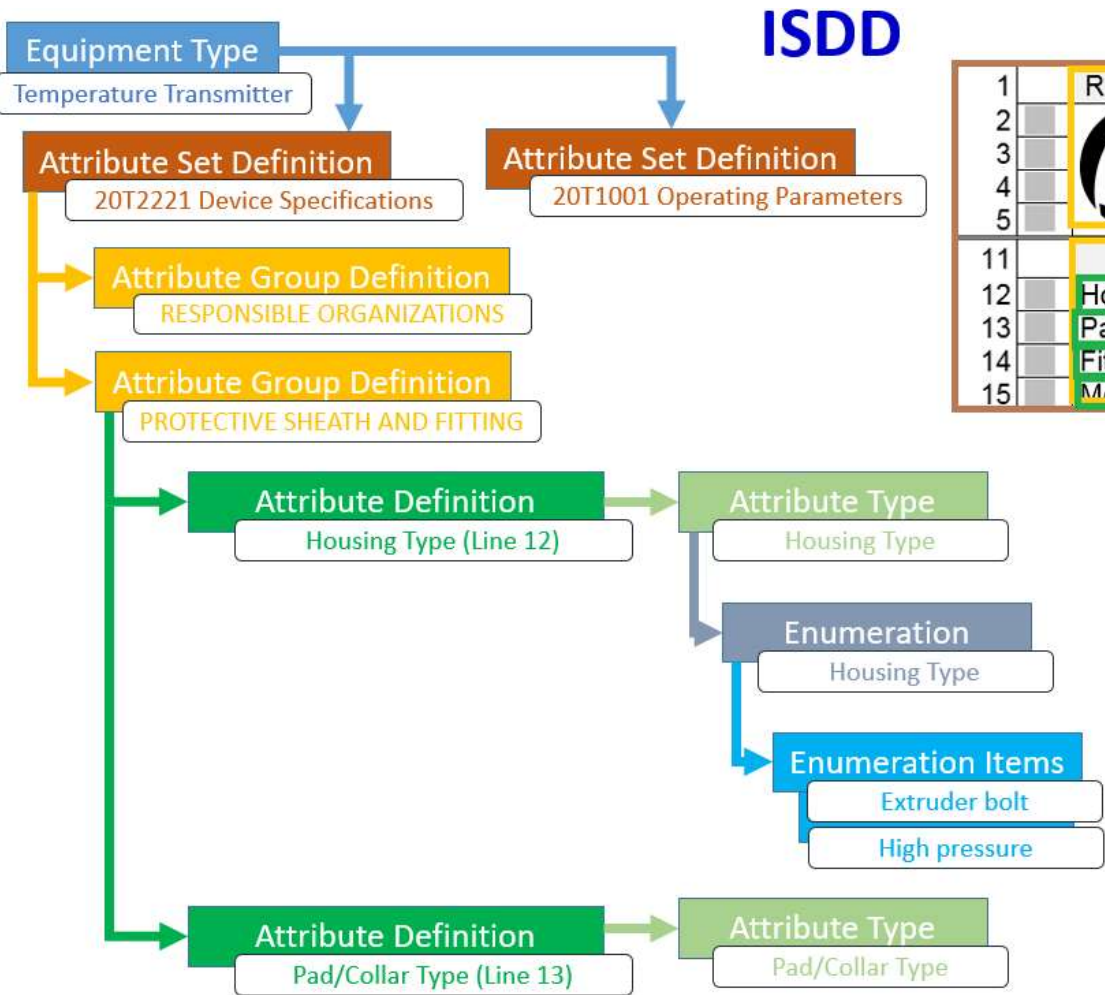 ISDD
Equipment Type
Temperature Transmitter
Attribute Set Definition
20T2221 Device Specifications
Attribute Set Definition
20T1001 Operating Parameters
Attribute Group Definition
RESPONSIBLE ORGANIZATIONS
Attribute Group Definition
PROTECTIVE SHEATH AND FITTING
Attribute Definition
Housing Type (Line 12)
Attribute Type
Housing Type
Enumeration
Housing Type
Enumeration Items
Extruder bolt
High pressure
Attribute Definition
Pad/Collar Type (Line 13)
Attribute Type
Pad/Collar Type
1
2
3
4
5
11
12
13
14
15